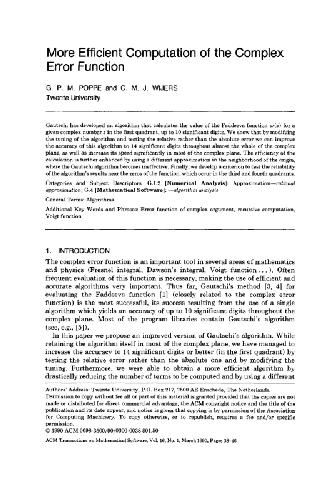 More Efficient Computation of the Complex
Error Function
G. P. M. POPPE and C. M. J. WIJERS
Twente University
Gautschi has developed an algorithm that calculates the value of the Faddeeva function w(z) for a
given complex number z in the first quadrant, up to 10 significant digits. We show that by modifying
the tuning of the algorithm and testing the relative rather than the absolute error we can improve
the accuracy of this algorithm to 14 significant digits throughout almost the whole of the complex
plane, as well as increase its speed significantly in most of the complex plane. The efficiency of the
calculation is further enhanced by using a different approximation in the neighborhood of the origin,
where the Gautschi algorithm becomes ineffective. Finally, we develop a criterion to test the reliability
of the algorithm's results near the zeros of the function, which occur in the third and fourth quadrants.
Categories and Subject Descriptors: G.1.2 [Numerical Analysis]: Approximation—rational
approximation; G.4 [Mathematical Software]:—algorithm analysis
General Terms: Algorithms
Additional Key Words and Phrases: Error function of complex argument, recursive computation,
Voigt function
1. INTRODUCTION
The complex error function is an important tool in several areas of mathematics
and physics (Fresnel integral, Dawson's integral, Voigt function . . . ). Often
frequent evaluation of this function is necessary, making the use of efficient and
accurate algorithms very important. Thus far, Gautschi's method [3, 4] for
evaluating the Faddeeva function [1] (closely related to the complex error
function) is the most successful, its success resulting from the use of a single
algorithm which yields an accuracy of up to 10 significant digits throughout the
complex plane. Most of the program libraries contain Gautschi's algorithm
(see, e.g., [5]).
In this paper we propose an improved version of Gautschi's algorithm. While
retaining the algorithm itself in most of the complex plane, we have managed to
increase the accuracy to 14 significant digits or better (in the first quadrant) by
testing the relative error rather than the absolute one and by modifying the
tuning. Furthermore, we were able to obtain a more efficient algorithm by
drastically reducing the number of terms to be computed and by using a different
Authors' Address: Twente University, P.O. Box 217, 7500 AE Enschede, The Netherlands.
Permission to copy without fee all or part of this material is granted provided that the copies are not
made or distributed for direct commercial advantage, the ACM copyright notice and the title of the
publication and its date appear, and notice is given that copying is by permission of the Association
for Computing Machinery. To copy otherwise, or to republish, requires a fee and/or specific
permission.
© 1990 ACM
ACM Transactions on Mathematical Software, Vol. 16, No. 1, March 1990, Pages 38–46.